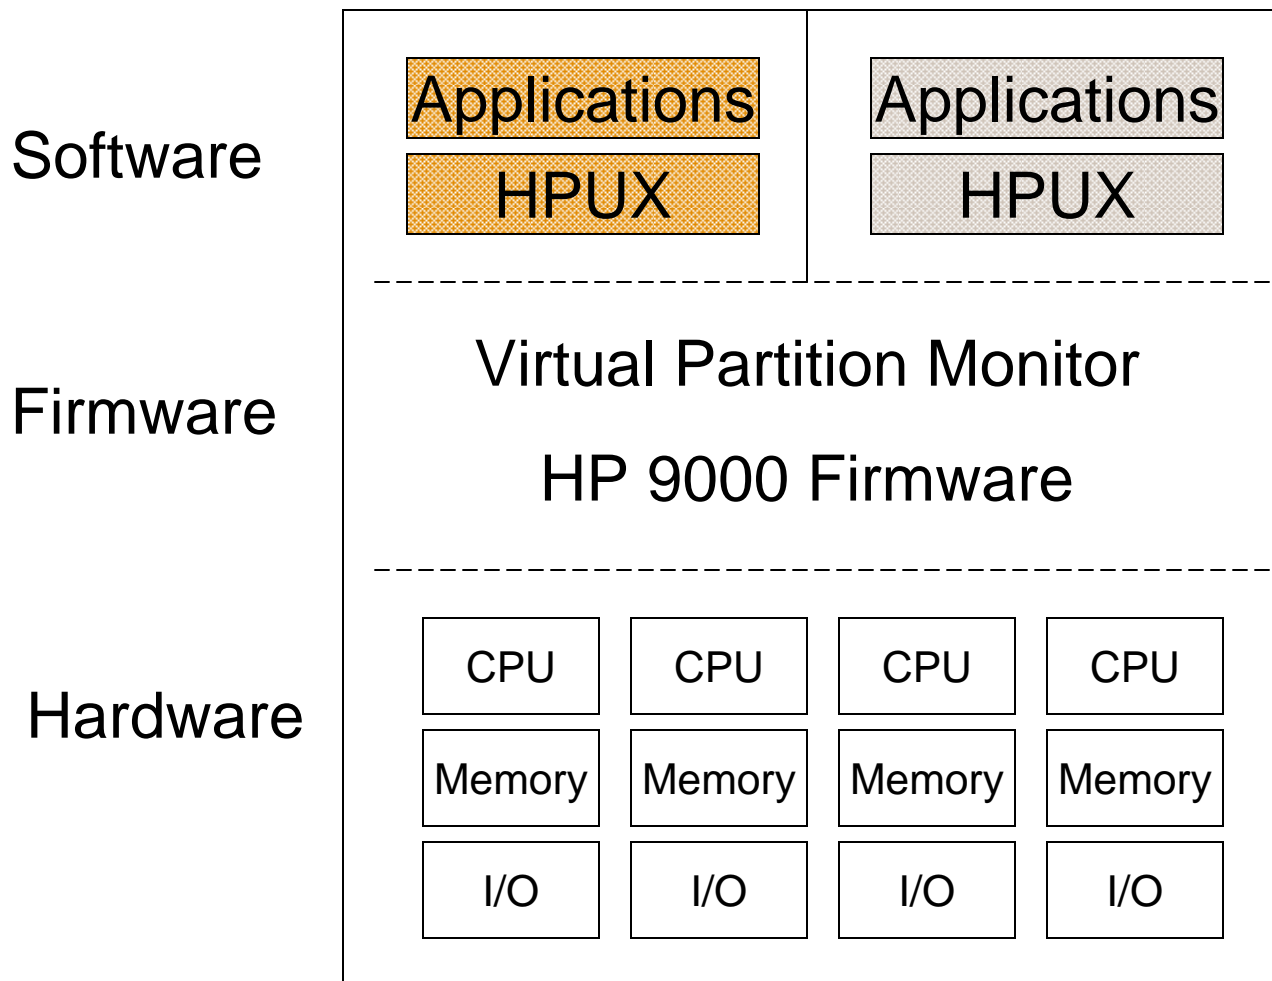 Software
Applications
Applications
HPUX
HPUX
Firmware
Virtual Partition Monitor
HP 9000 Firmware
Hardware
CPU
CPU
CPU
CPU
Memory
Memory
Memory
Memory
I/O
I/O
I/O
I/O